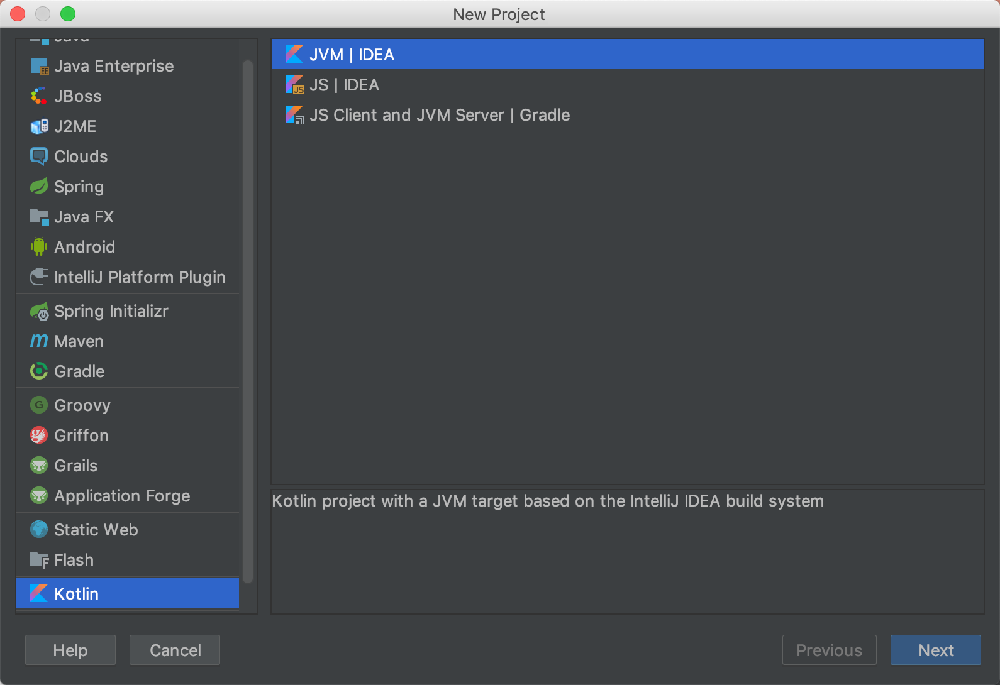 New Project
Java
Java Enterprise
JBoss
J2ME
Clouds
Spring
Java FX
Android
IntelliJ Platform Plugin
Spring Initializr
Maven
Gradle
Groovy
Griffon
Grails
Application Forge
Static Web
Flash
Kotlin
JVM | IDEA
JS | IDEA
JS Client and JVM Server | Gradle
Kotlin project with a JVM target based on the IntelliJ IDEA build system
Help
Cancel
Previous
Next